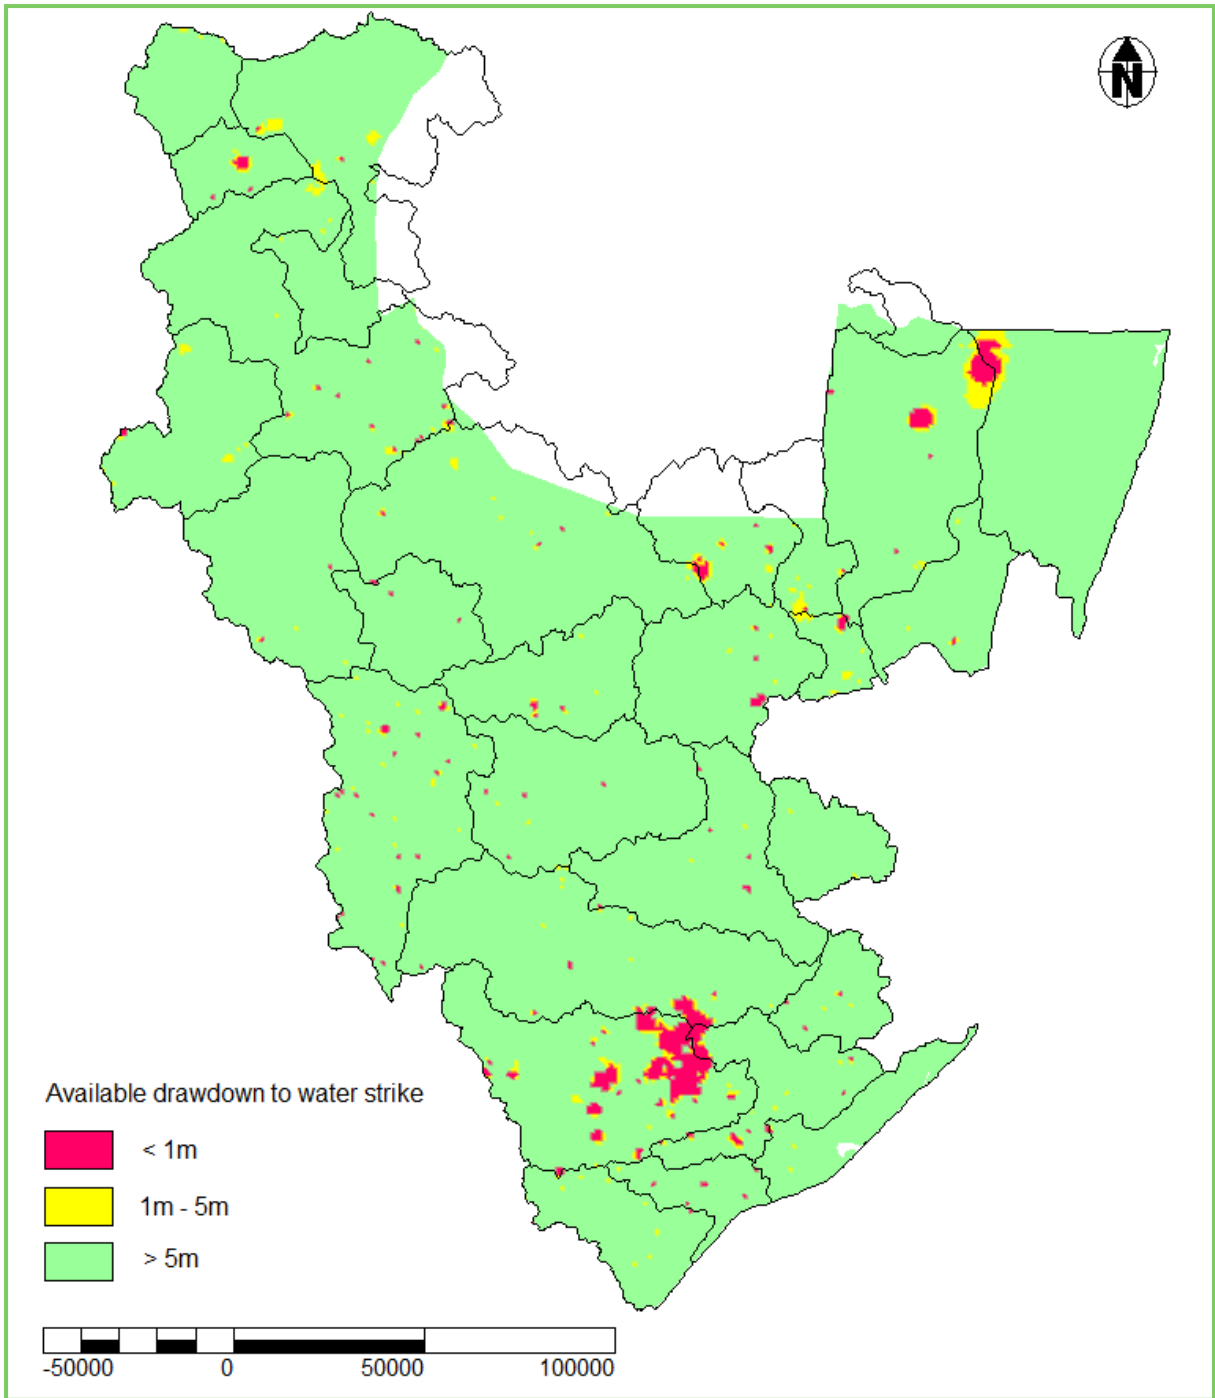 N
Available drawdown to water strike
< 1m
1m - 5m
> 5m
-50000 0 50000 100000